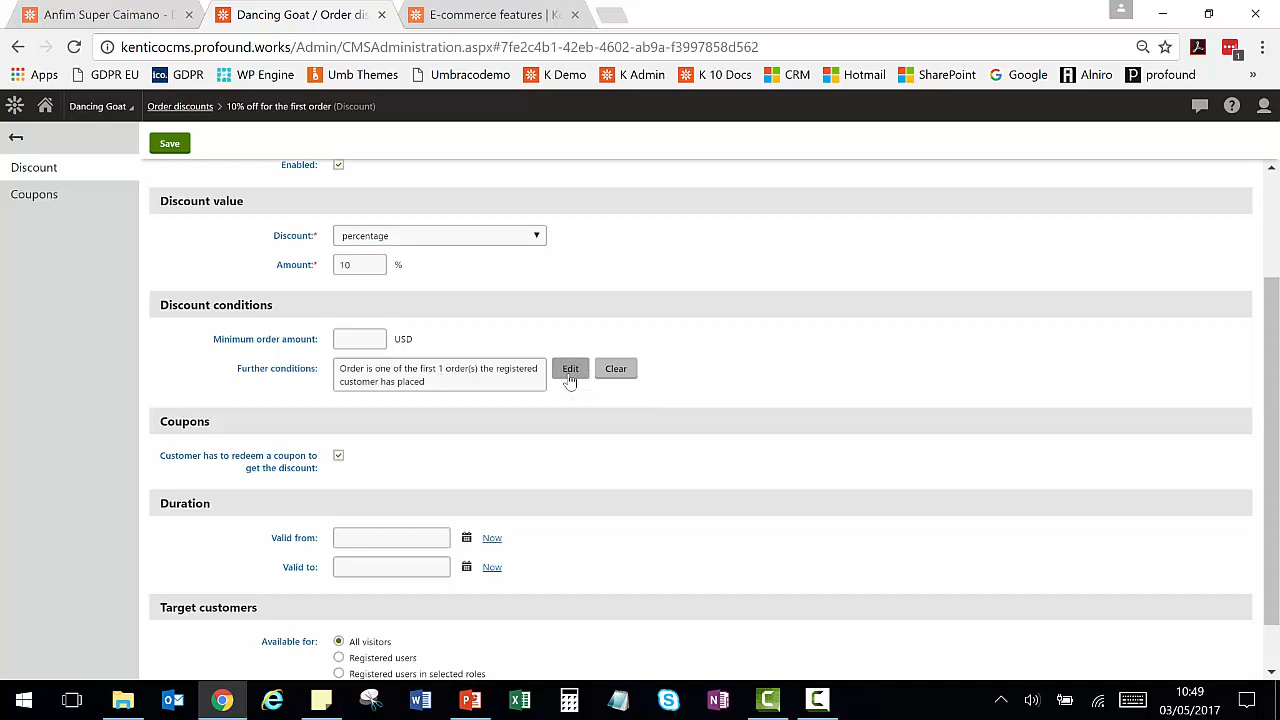 Anfim Super Caimano - D
Dancing Goat / Order dis
E-commerce features | Ke
kenticocms.profound.works/Admin/CMSAdministration.aspx#7fe2c4b1-42eb-4602-ab9a-f3997858d562
Apps
GDPR EU
ico.
GDPR
WP Engine
Umb Themes
Umbracodemo
K Demo
K Admin
K 10 Docs
CRM
Hotmail
SharePoint
Google
Alniro
profound
»
1
Dancing Goat
Order discounts > 10% off for the first order (Discount)
Save
Discount
Coupons
Enabled:
Discount value
Discount:* percentage
Amount:* 10 %
Discount conditions
Minimum order amount: USD
Further conditions: Order is one of the first 1 order(s) the registered
customer has placed
Edit
Clear
Coupons
Customer has to redeem a coupon to
get the discount:
Duration
Valid from: Now
Valid to: Now
Target customers
Available for: All visitors
Registered users
Registered users in selected roles
10:49
03/05/2017